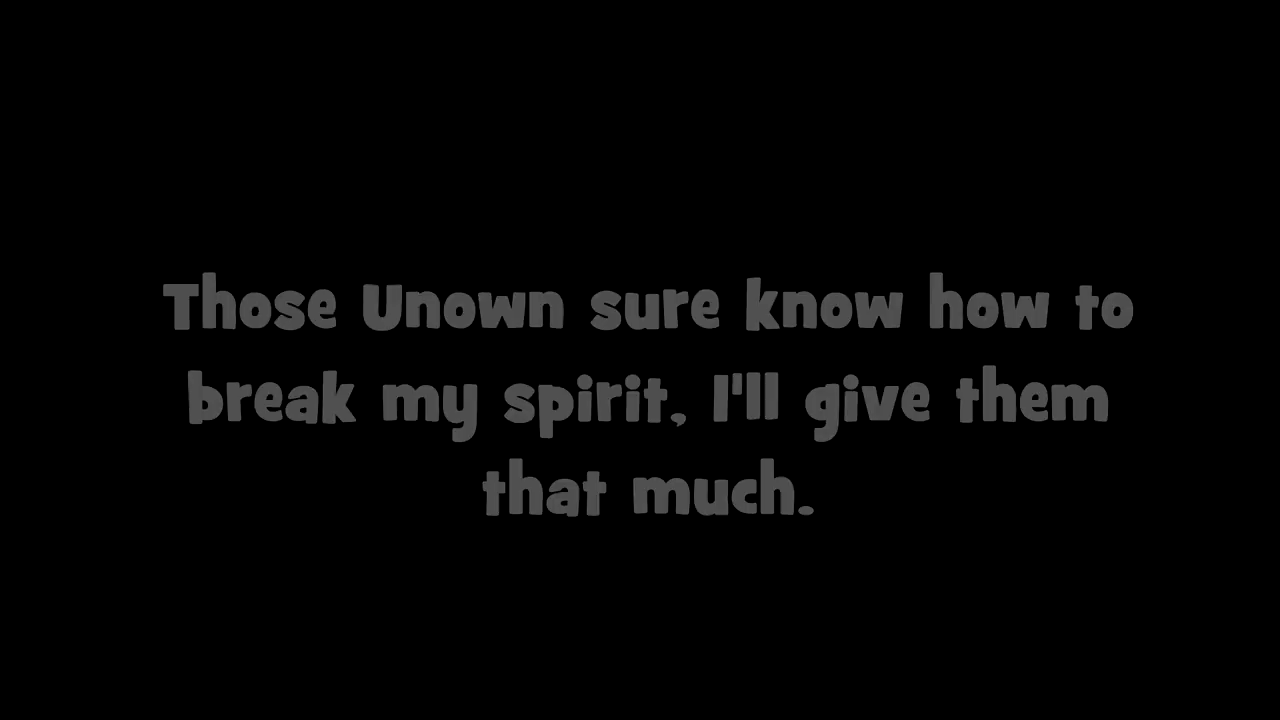 Those Unown sure know how to
break my spirit, I'll give them
that much.